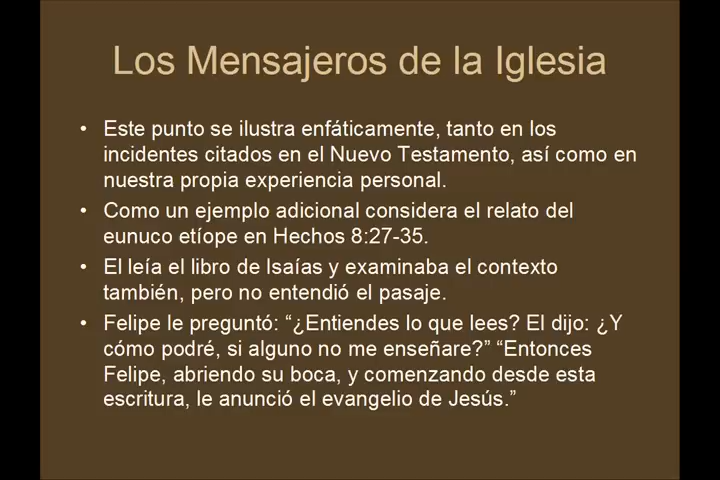 Los Mensajeros de la Iglesia
• Este punto se ilustra enfáticamente, tanto en los
incidentes citados en el Nuevo Testamento, así como en
nuestra propia experiencia personal.
• Como un ejemplo adicional considera el relato del
eunuco etíope en Hechos 8:27-35.
• El leía el libro de Isaías y examinaba el contexto
también, pero no entendió el pasaje.
• Felipe le preguntó: “¿Entiendes lo que lees? El dijo: ¿Y
cómo podré, si alguno no me enseñare?” “Entonces
Felipe, abriendo su boca, y comenzando desde esta
escritura, le anunció el evangelio de Jesús.”